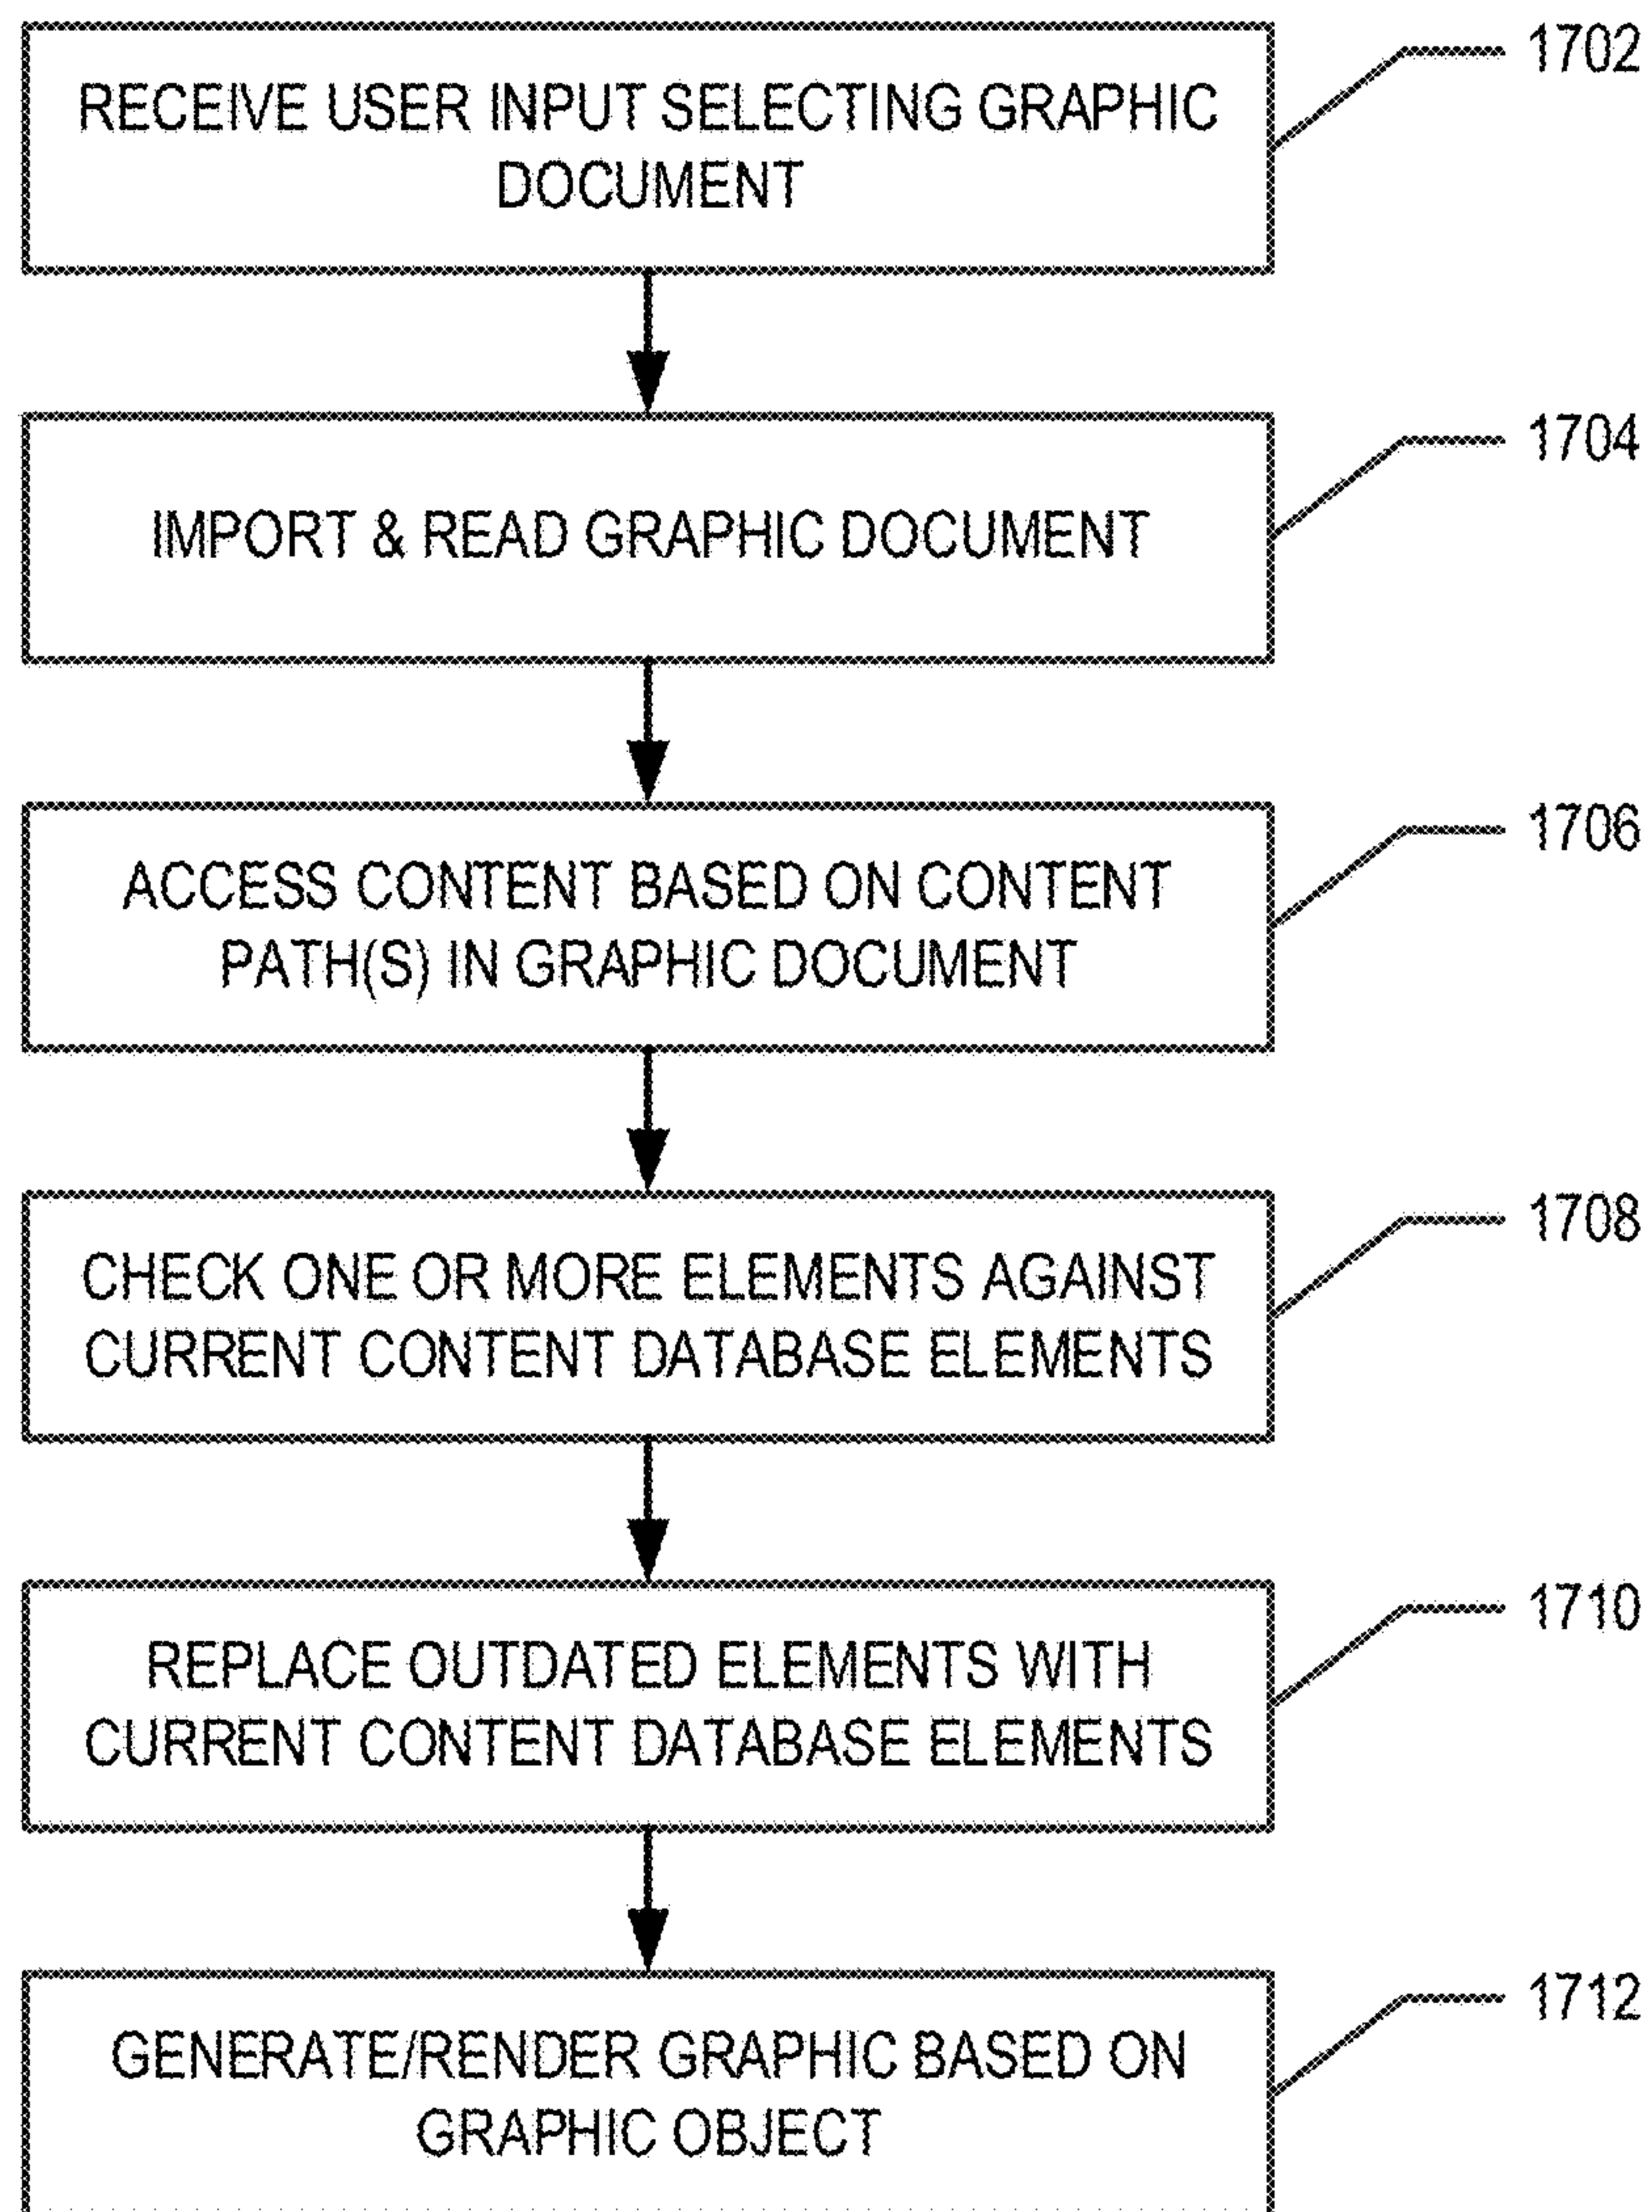 RECEIVE USER INPUT SELECTING GRAPHIC
DOCUMENT
1702
IMPORT & READ GRAPHIC DOCUMENT
1704
ACCESS CONTENT BASED ON CONTENT
PATH(S) IN GRAPHIC DOCUMENT
1706
CHECK ONE OR MORE ELEMENTS AGAINST
CURRENT CONTENT DATABASE ELEMENTS
1708
REPLACE OUTDATED ELEMENTS WITH
CURRENT CONTENT DATABASE ELEMENTS
1710
GENERATE/RENDER GRAPHIC BASED ON
GRAPHIC OBJECT
1712